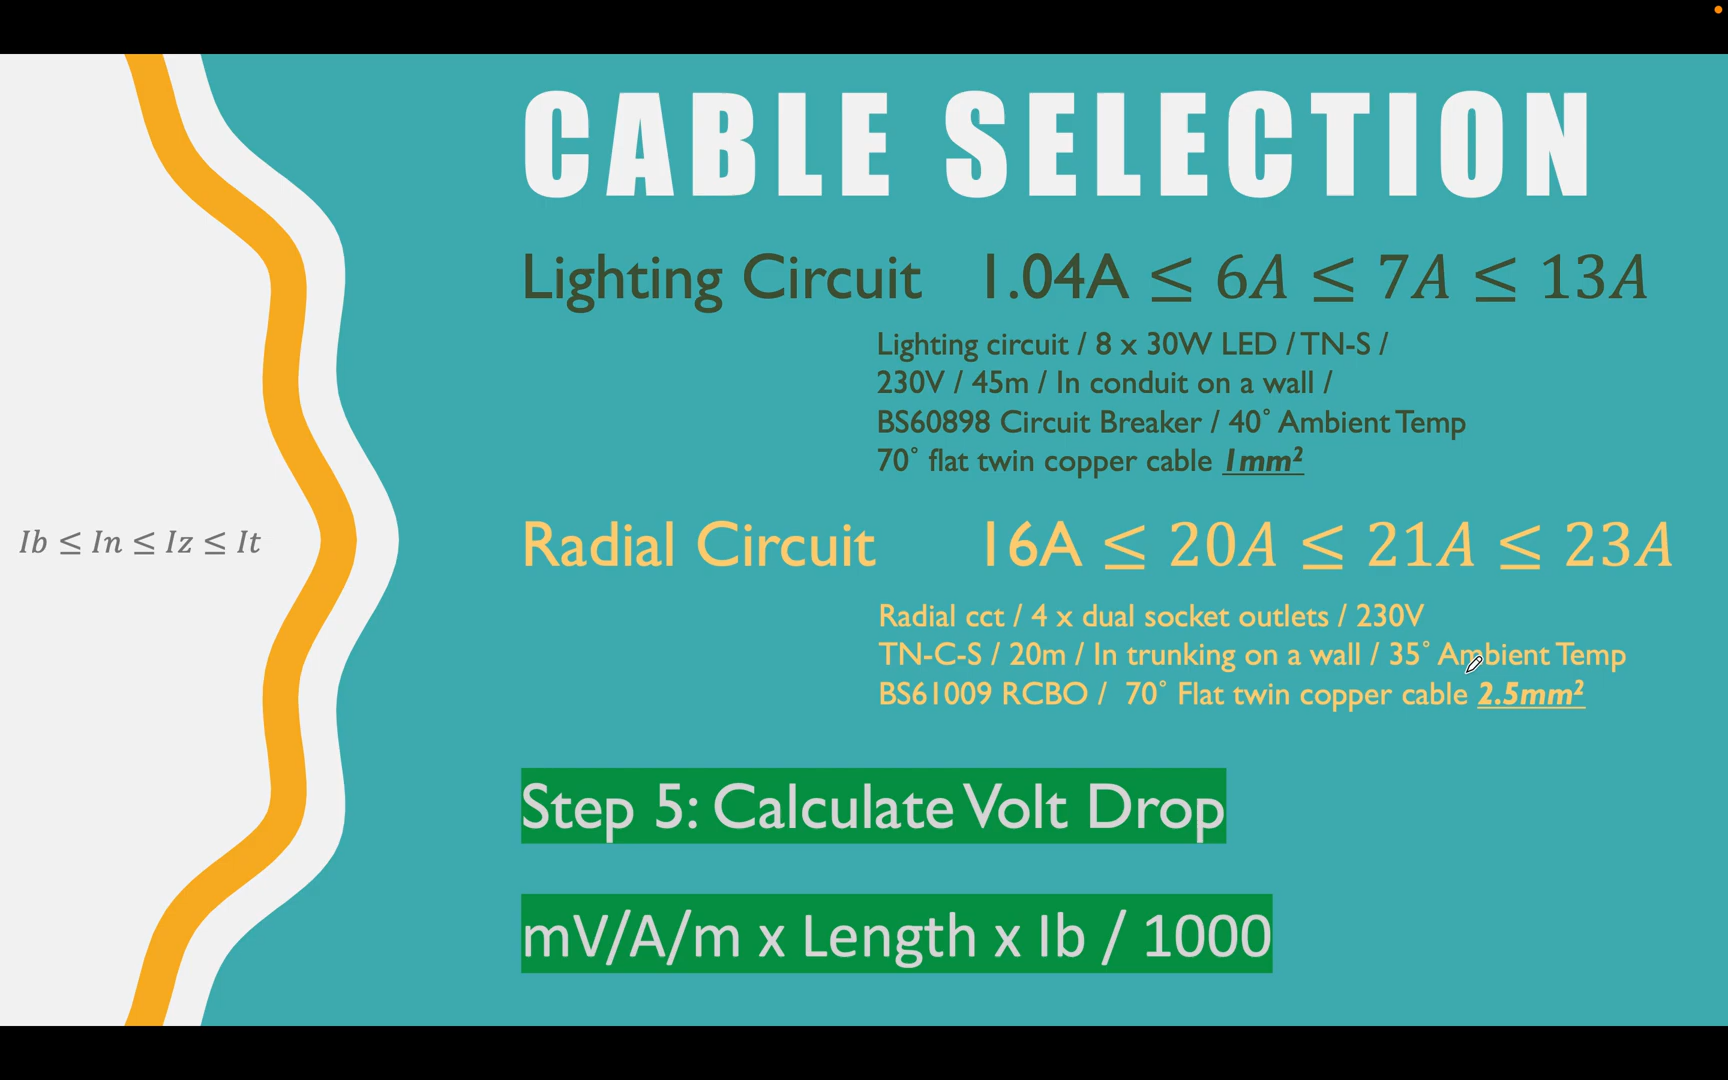 CABLE SELECTION
Lighting Circuit 1.04A ≤ 6A ≤ 7A ≤ 13A
Lighting circuit / 8 x 30W LED / TN-S /
230V / 45m / In conduit on a wall /
BS60898 Circuit Breaker / 40° Ambient Temp
70° flat twin copper cable 1mm²
Ib ≤ In ≤ Iz ≤ It
Radial Circuit 16A ≤ 20A ≤ 21A ≤ 23A
Radial cct / 4 x dual socket outlets / 230V
TN-C-S / 20m / In trunking on a wall / 35° Ambient Temp
BS61009 RCBO / 70° Flat twin copper cable 2.5mm²
Step 5: Calculate Volt Drop
mV/A/m x Length x Ib / 1000